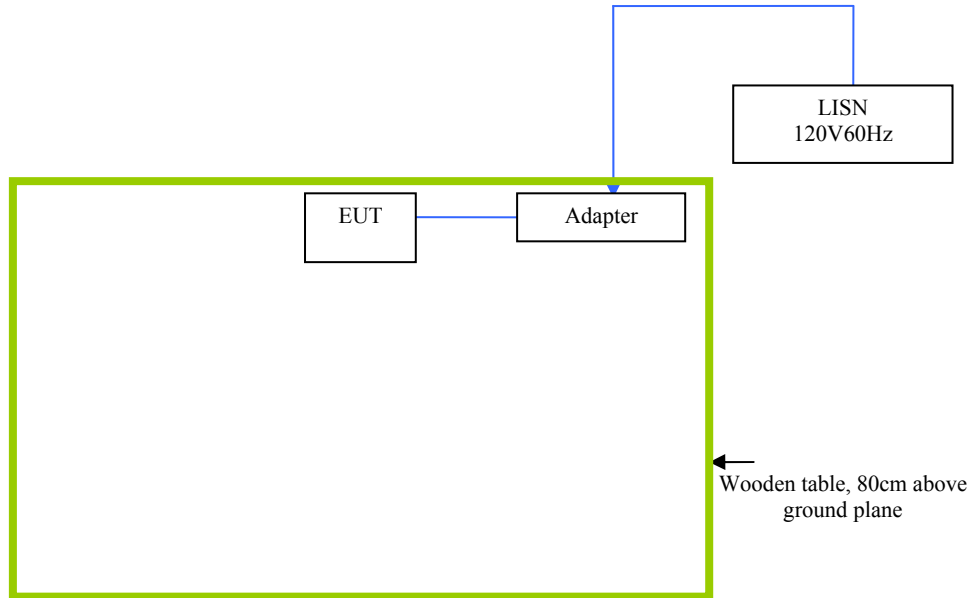 LISN
120V60Hz
EUT
Adapter
Wooden table, 80cm above
ground plane